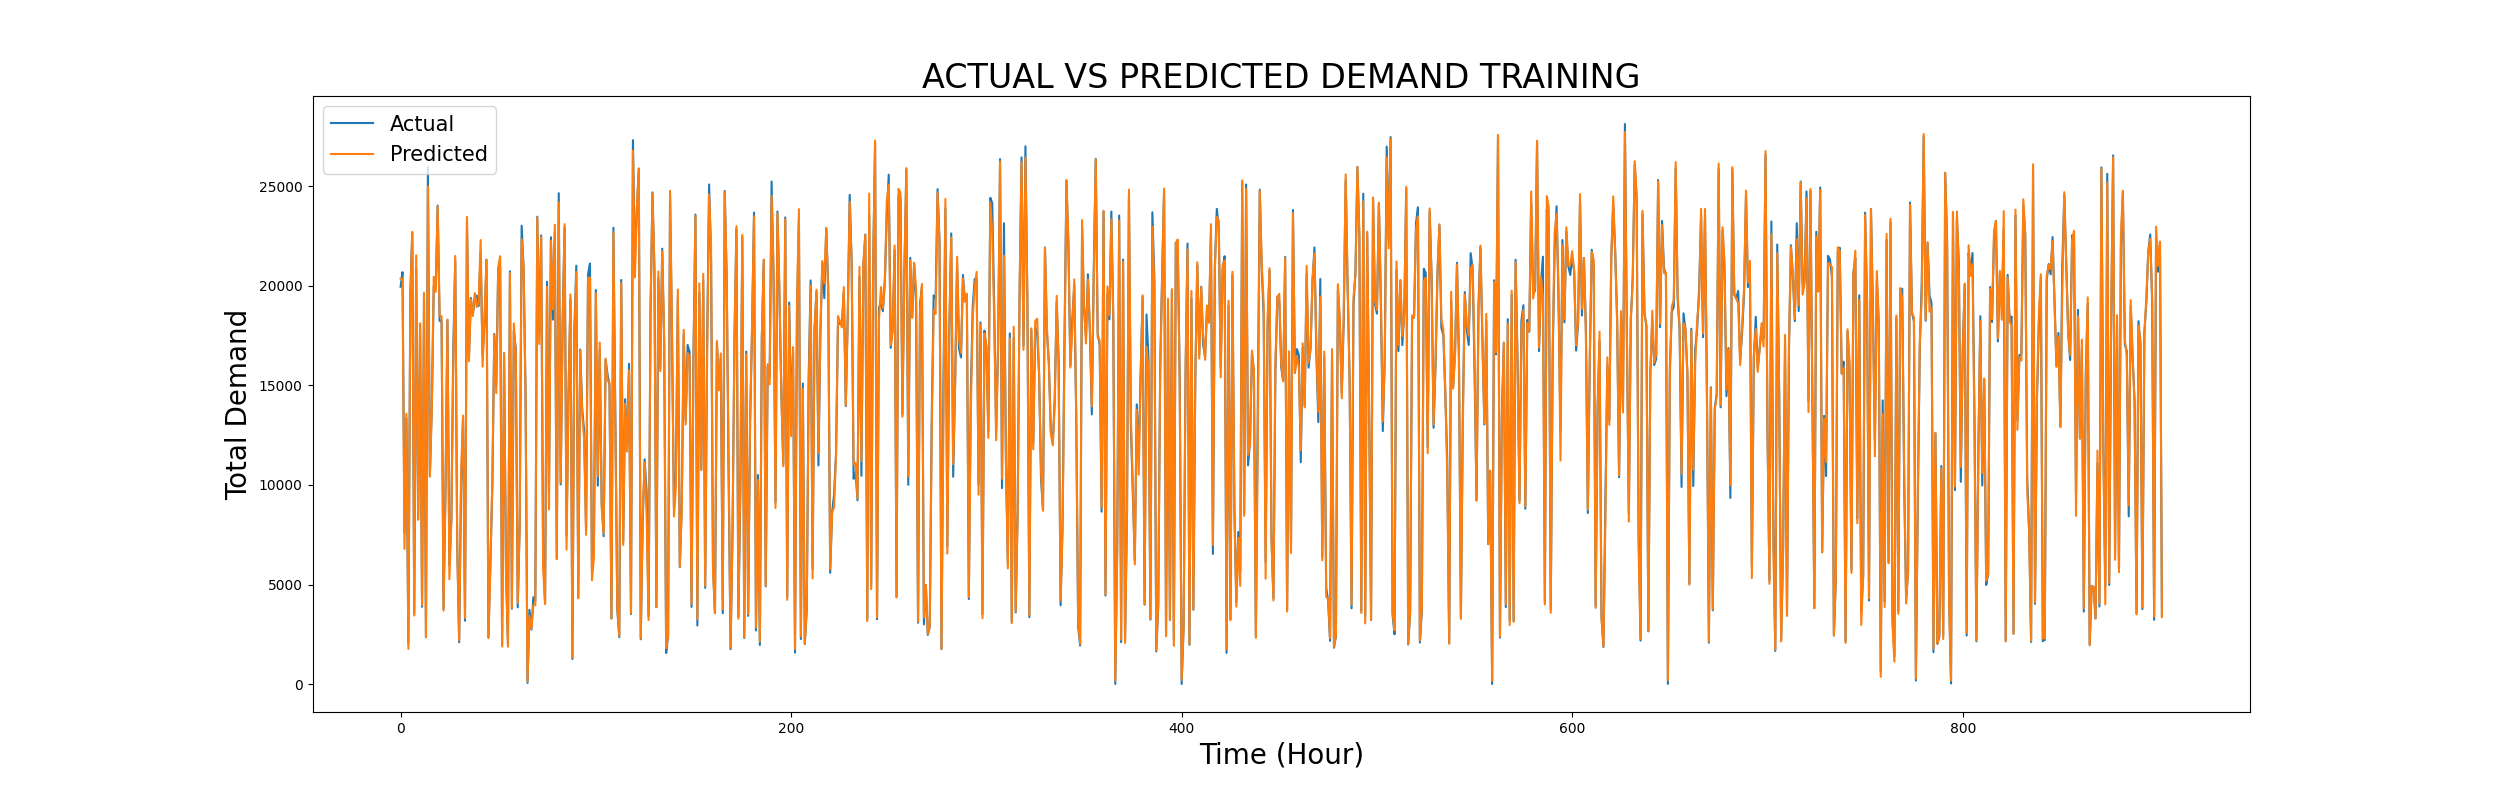 ACTUAL VS PREDICTED DEMAND TRAINING
Actual
Predicted
25000
20000
15000
10000
5000
0
Total Demand
0 200 400 600 800
Time (Hour)